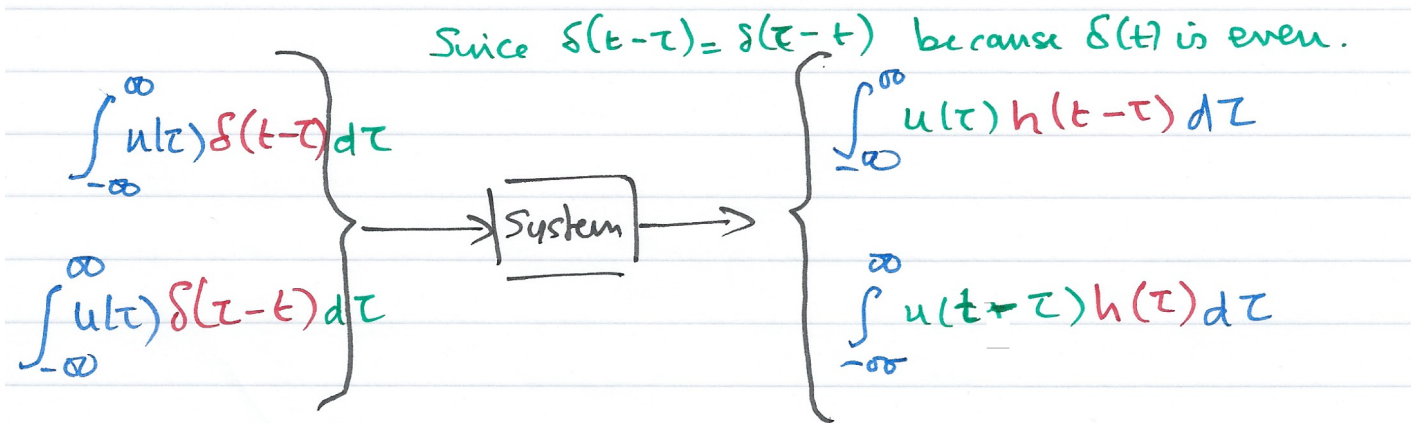 Since δ(t-τ) = δ(τ-t) because δ(t) is even.
∫_{-∞}^{∞} u(τ) δ(t-τ) dτ
∫_{-∞}^{∞} u(τ) h(t-τ) dτ
System
∫_{-∞}^{∞} u(τ) δ(τ-t) dτ
∫_{-∞}^{∞} u(t-τ) h(τ) dτ